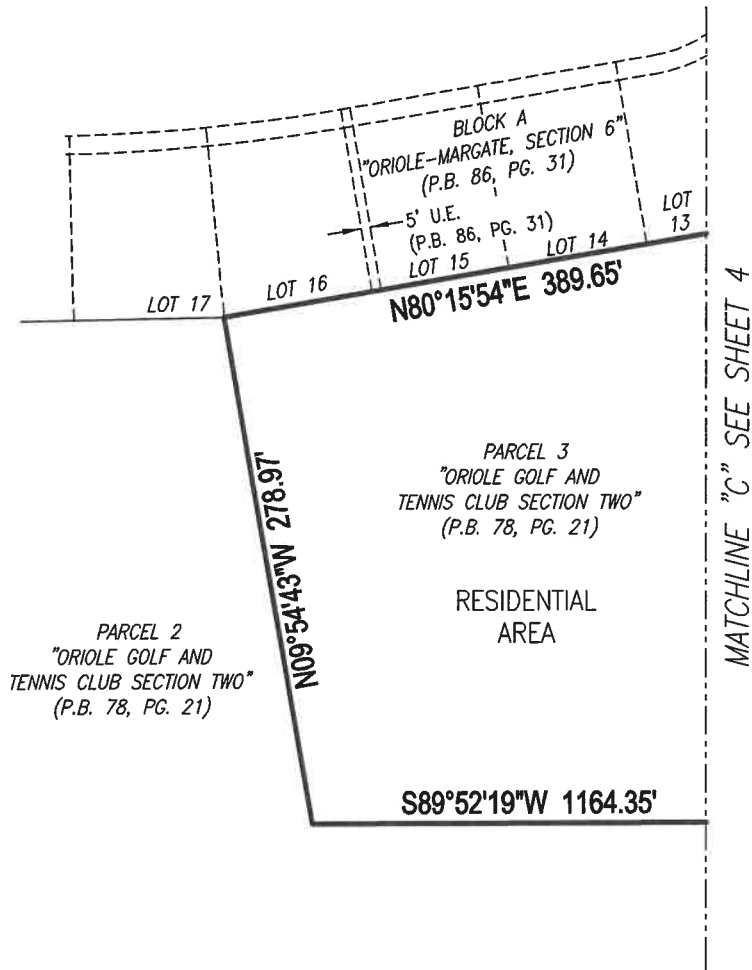 BLOCK A
"ORIOLE-MARGATE, SECTION 6"
(P.B. 86, PG. 31)
5' U.E.
(P.B. 86, PG. 31)
LOT
13
LOT 14
LOT 15
LOT 16
LOT 17
N80°15'54"E 389.65'
MATCHLINE "C" SEE SHEET 4
PARCEL 3
"ORIOLE GOLF AND
TENNIS CLUB SECTION TWO"
(P.B. 78, PG. 21)
RESIDENTIAL
AREA
N09°54'43"W 278.97'
PARCEL 2
"ORIOLE GOLF AND
TENNIS CLUB SECTION TWO"
(P.B. 78, PG. 21)
S89°52'19"W 1164.35'